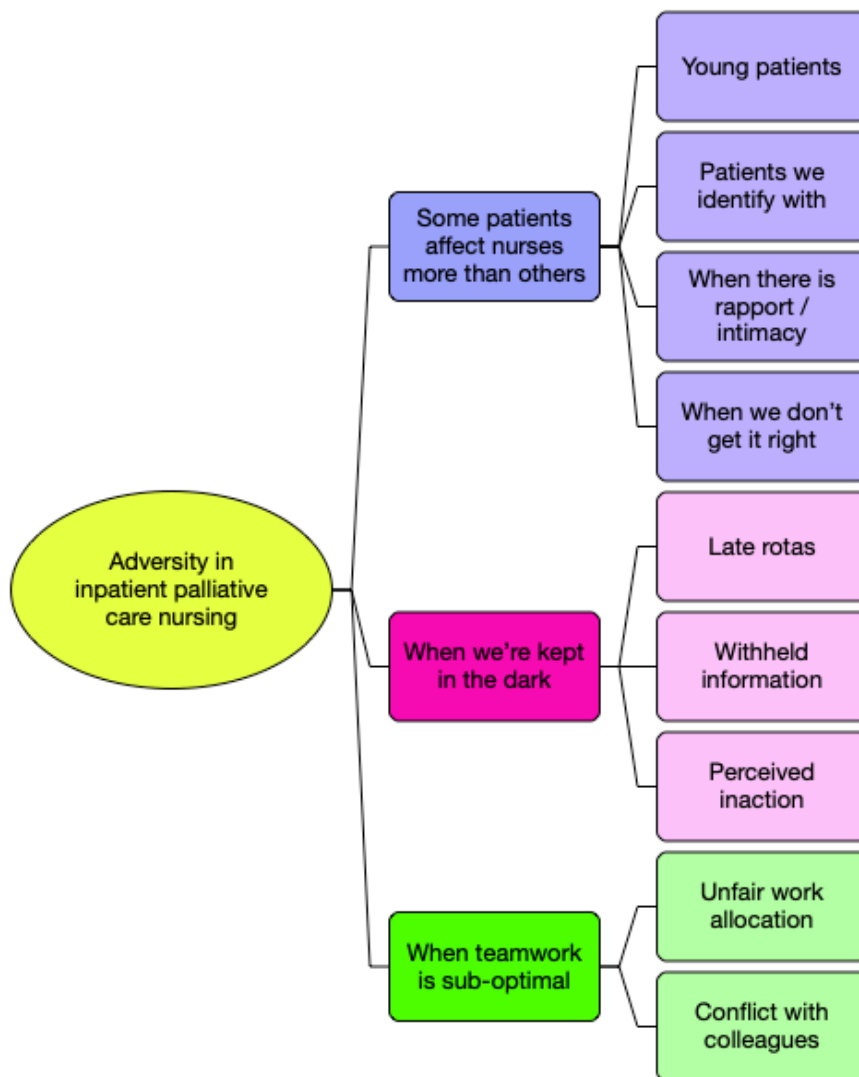 Adversity in
inpatient palliative
care nursing
Some patients
affect nurses
more than others
Young patients
Patients we
identify with
When there is
rapport /
intimacy
When we don't
get it right
When we're kept
in the dark
Late rotas
Withheld
information
Perceived
inaction
When teamwork
is sub-optimal
Unfair work
allocation
Conflict with
colleagues